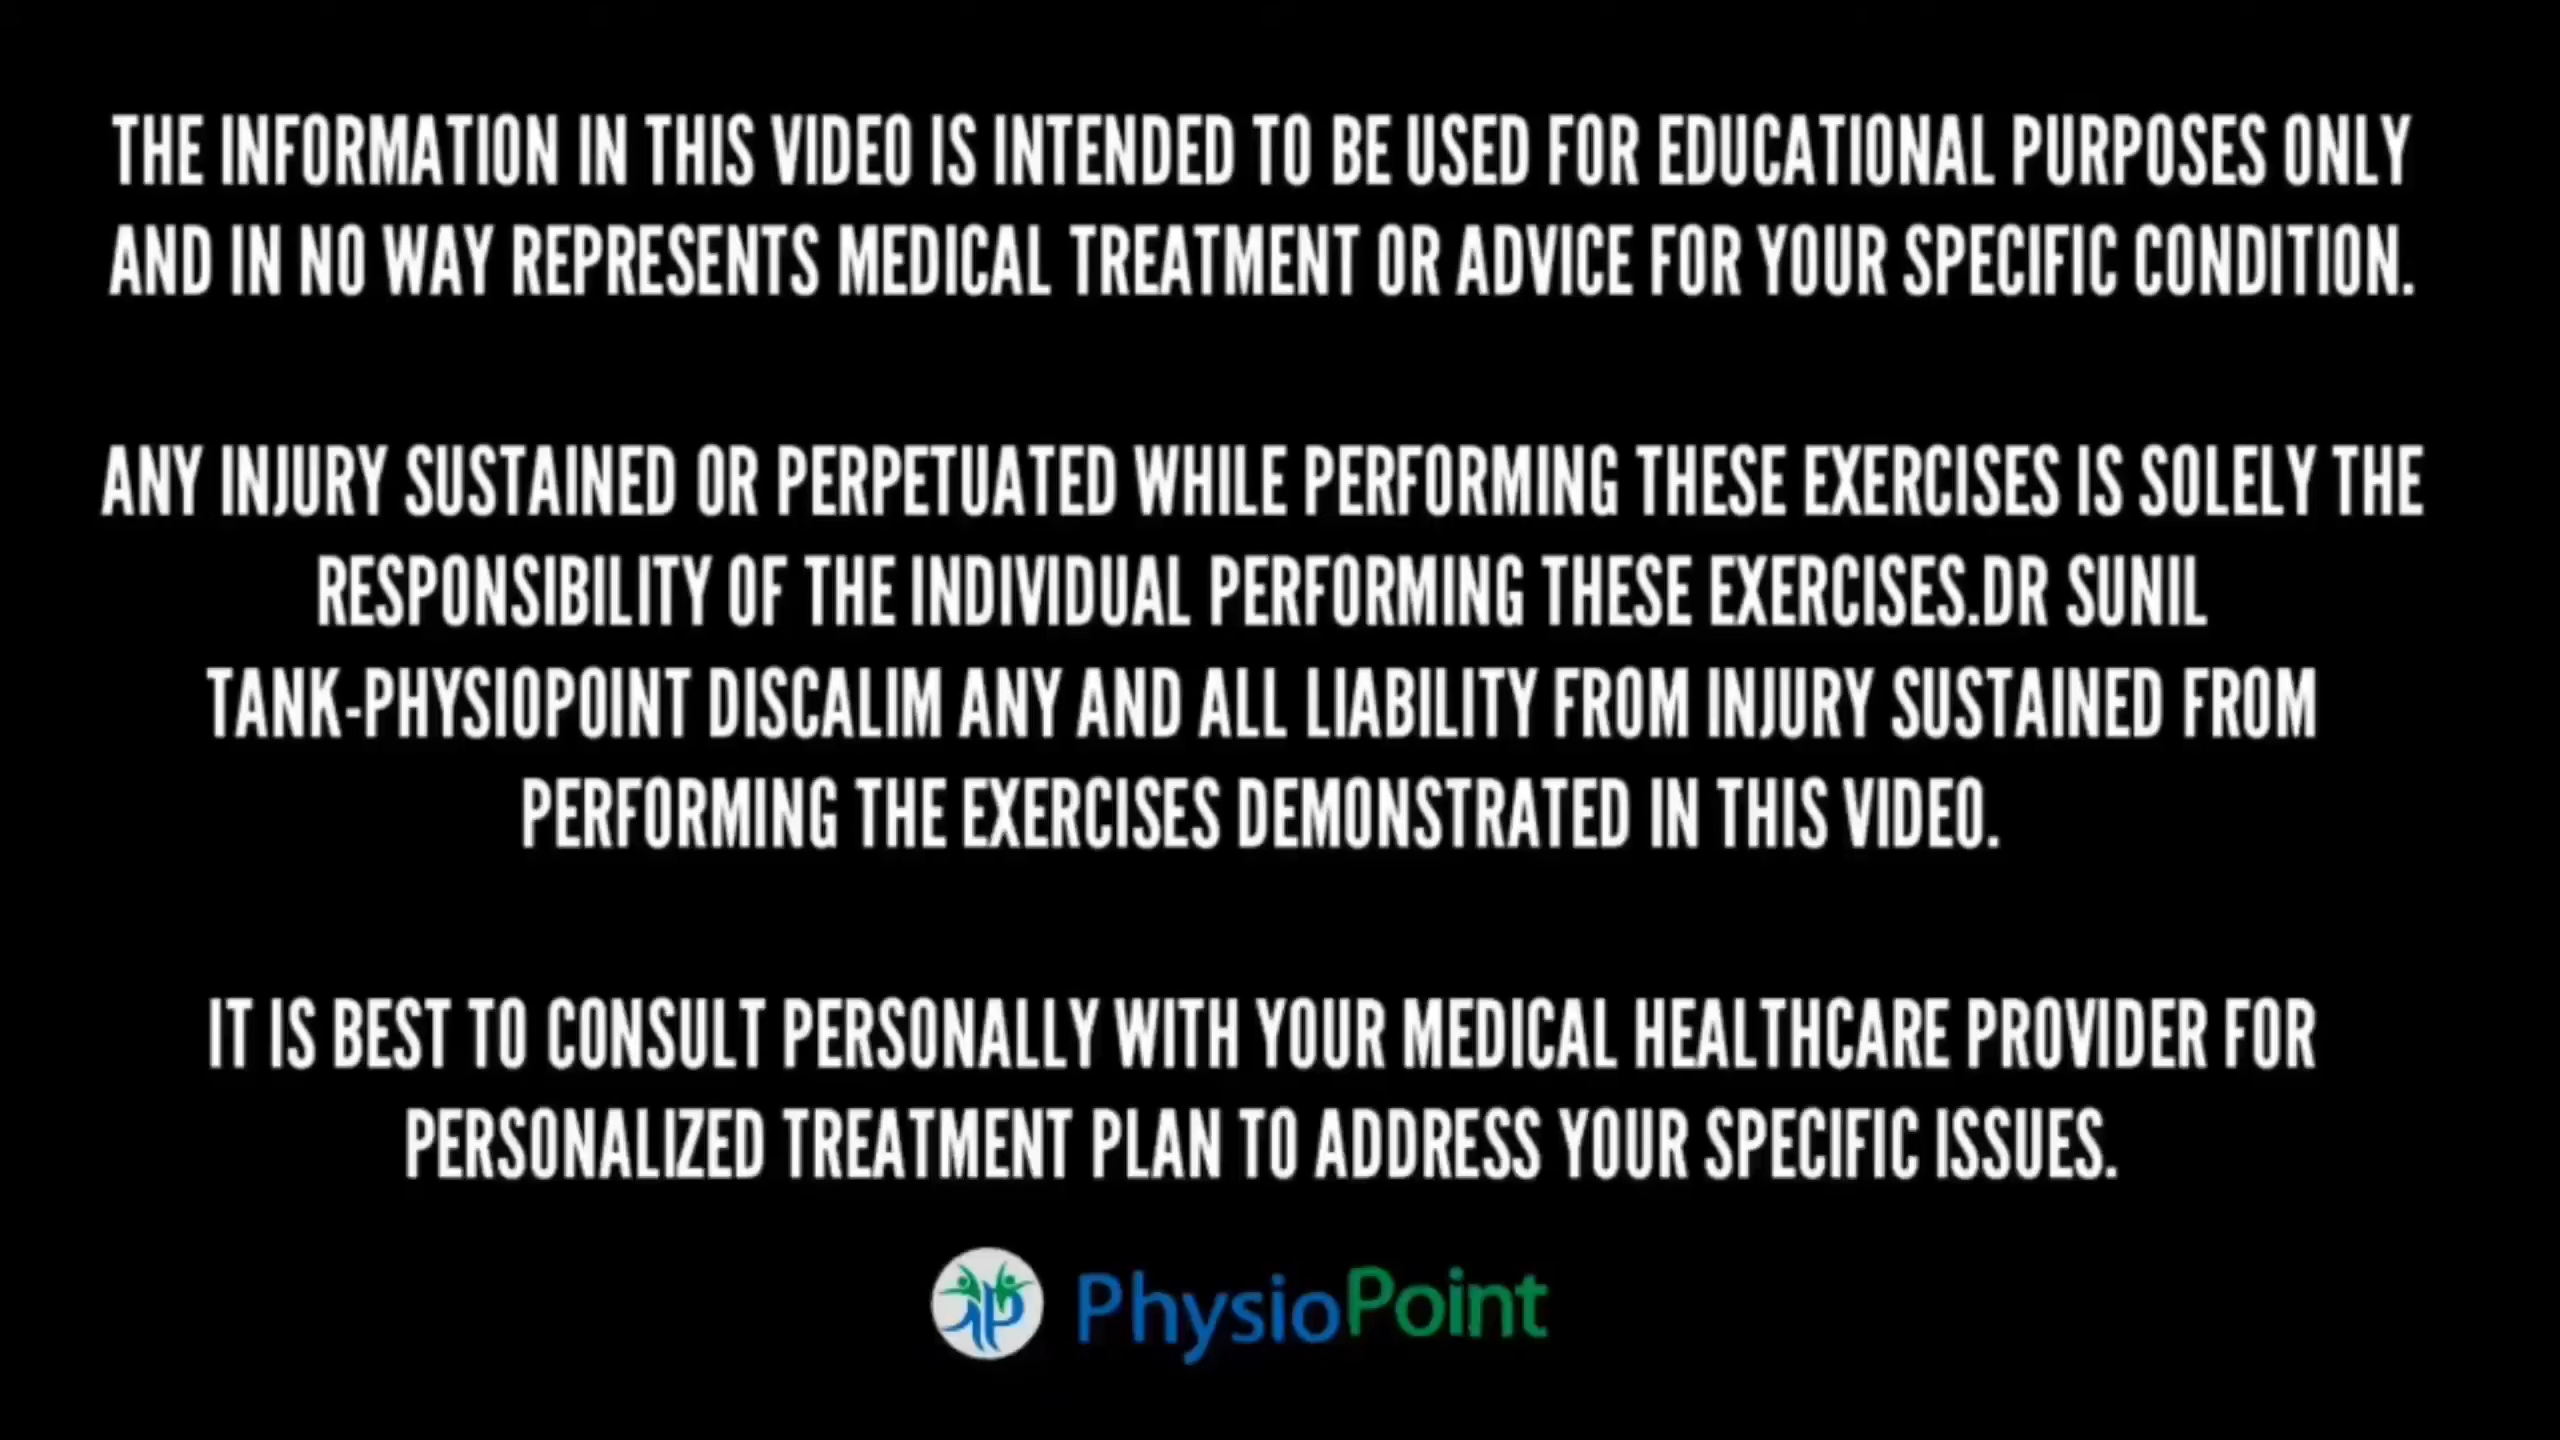 THE INFORMATION IN THIS VIDEO IS INTENDED TO BE USED FOR EDUCATIONAL PURPOSES ONLY
AND IN NO WAY REPRESENTS MEDICAL TREATMENT OR ADVICE FOR YOUR SPECIFIC CONDITION.
ANY INJURY SUSTAINED OR PERPETUATED WHILE PERFORMING THESE EXERCISES IS SOLELY THE
RESPONSIBILITY OF THE INDIVIDUAL PERFORMING THESE EXERCISES.DR SUNIL
TANK-PHYSIOPOINT DISCALIM ANY AND ALL LIABILITY FROM INJURY SUSTAINED FROM
PERFORMING THE EXERCISES DEMONSTRATED IN THIS VIDEO.
IT IS BEST TO CONSULT PERSONALLY WITH YOUR MEDICAL HEALTHCARE PROVIDER FOR
PERSONALIZED TREATMENT PLAN TO ADDRESS YOUR SPECIFIC ISSUES.
PhysioPoint